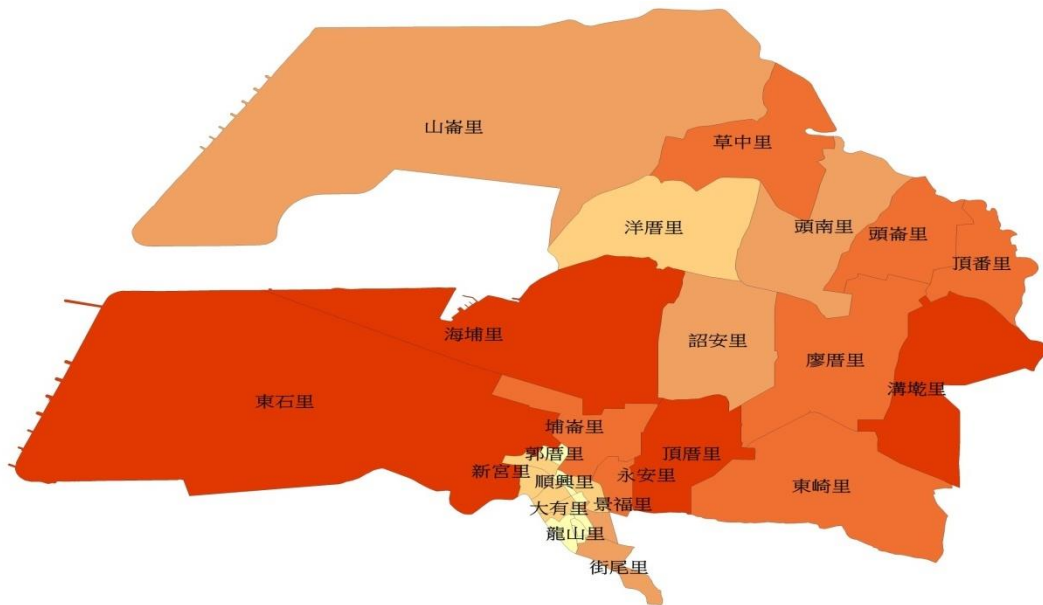 山崙里
草中里
洋厝里
頭南里
頭崙里
頂番里
海埔里
詔安里
廖厝里
溝墘里
東石里
埔崙里
郭厝里
頂厝里
新宮里
順興里
永安里
東崎里
大有里
景福里
龍山里
街尾里